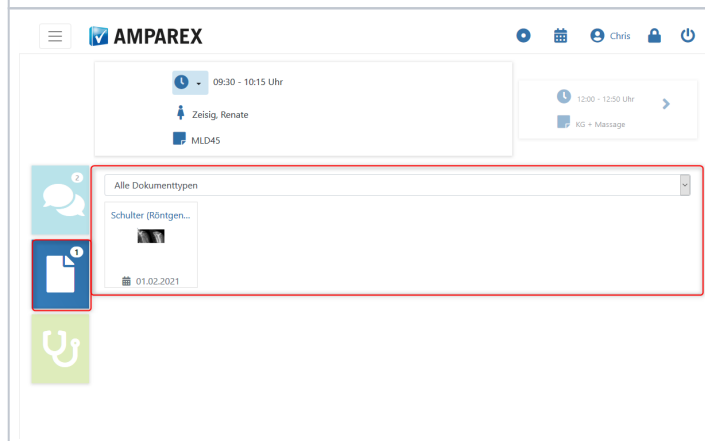 AMPAREX
Chris
09:30 - 10:15 Uhr
Zeisig, Renate
MLD45
12:00 - 12:50 Uhr
KG + Massage
2
Alle Dokumenttypen
Schulter (Röntgen...
1
01.02.2021